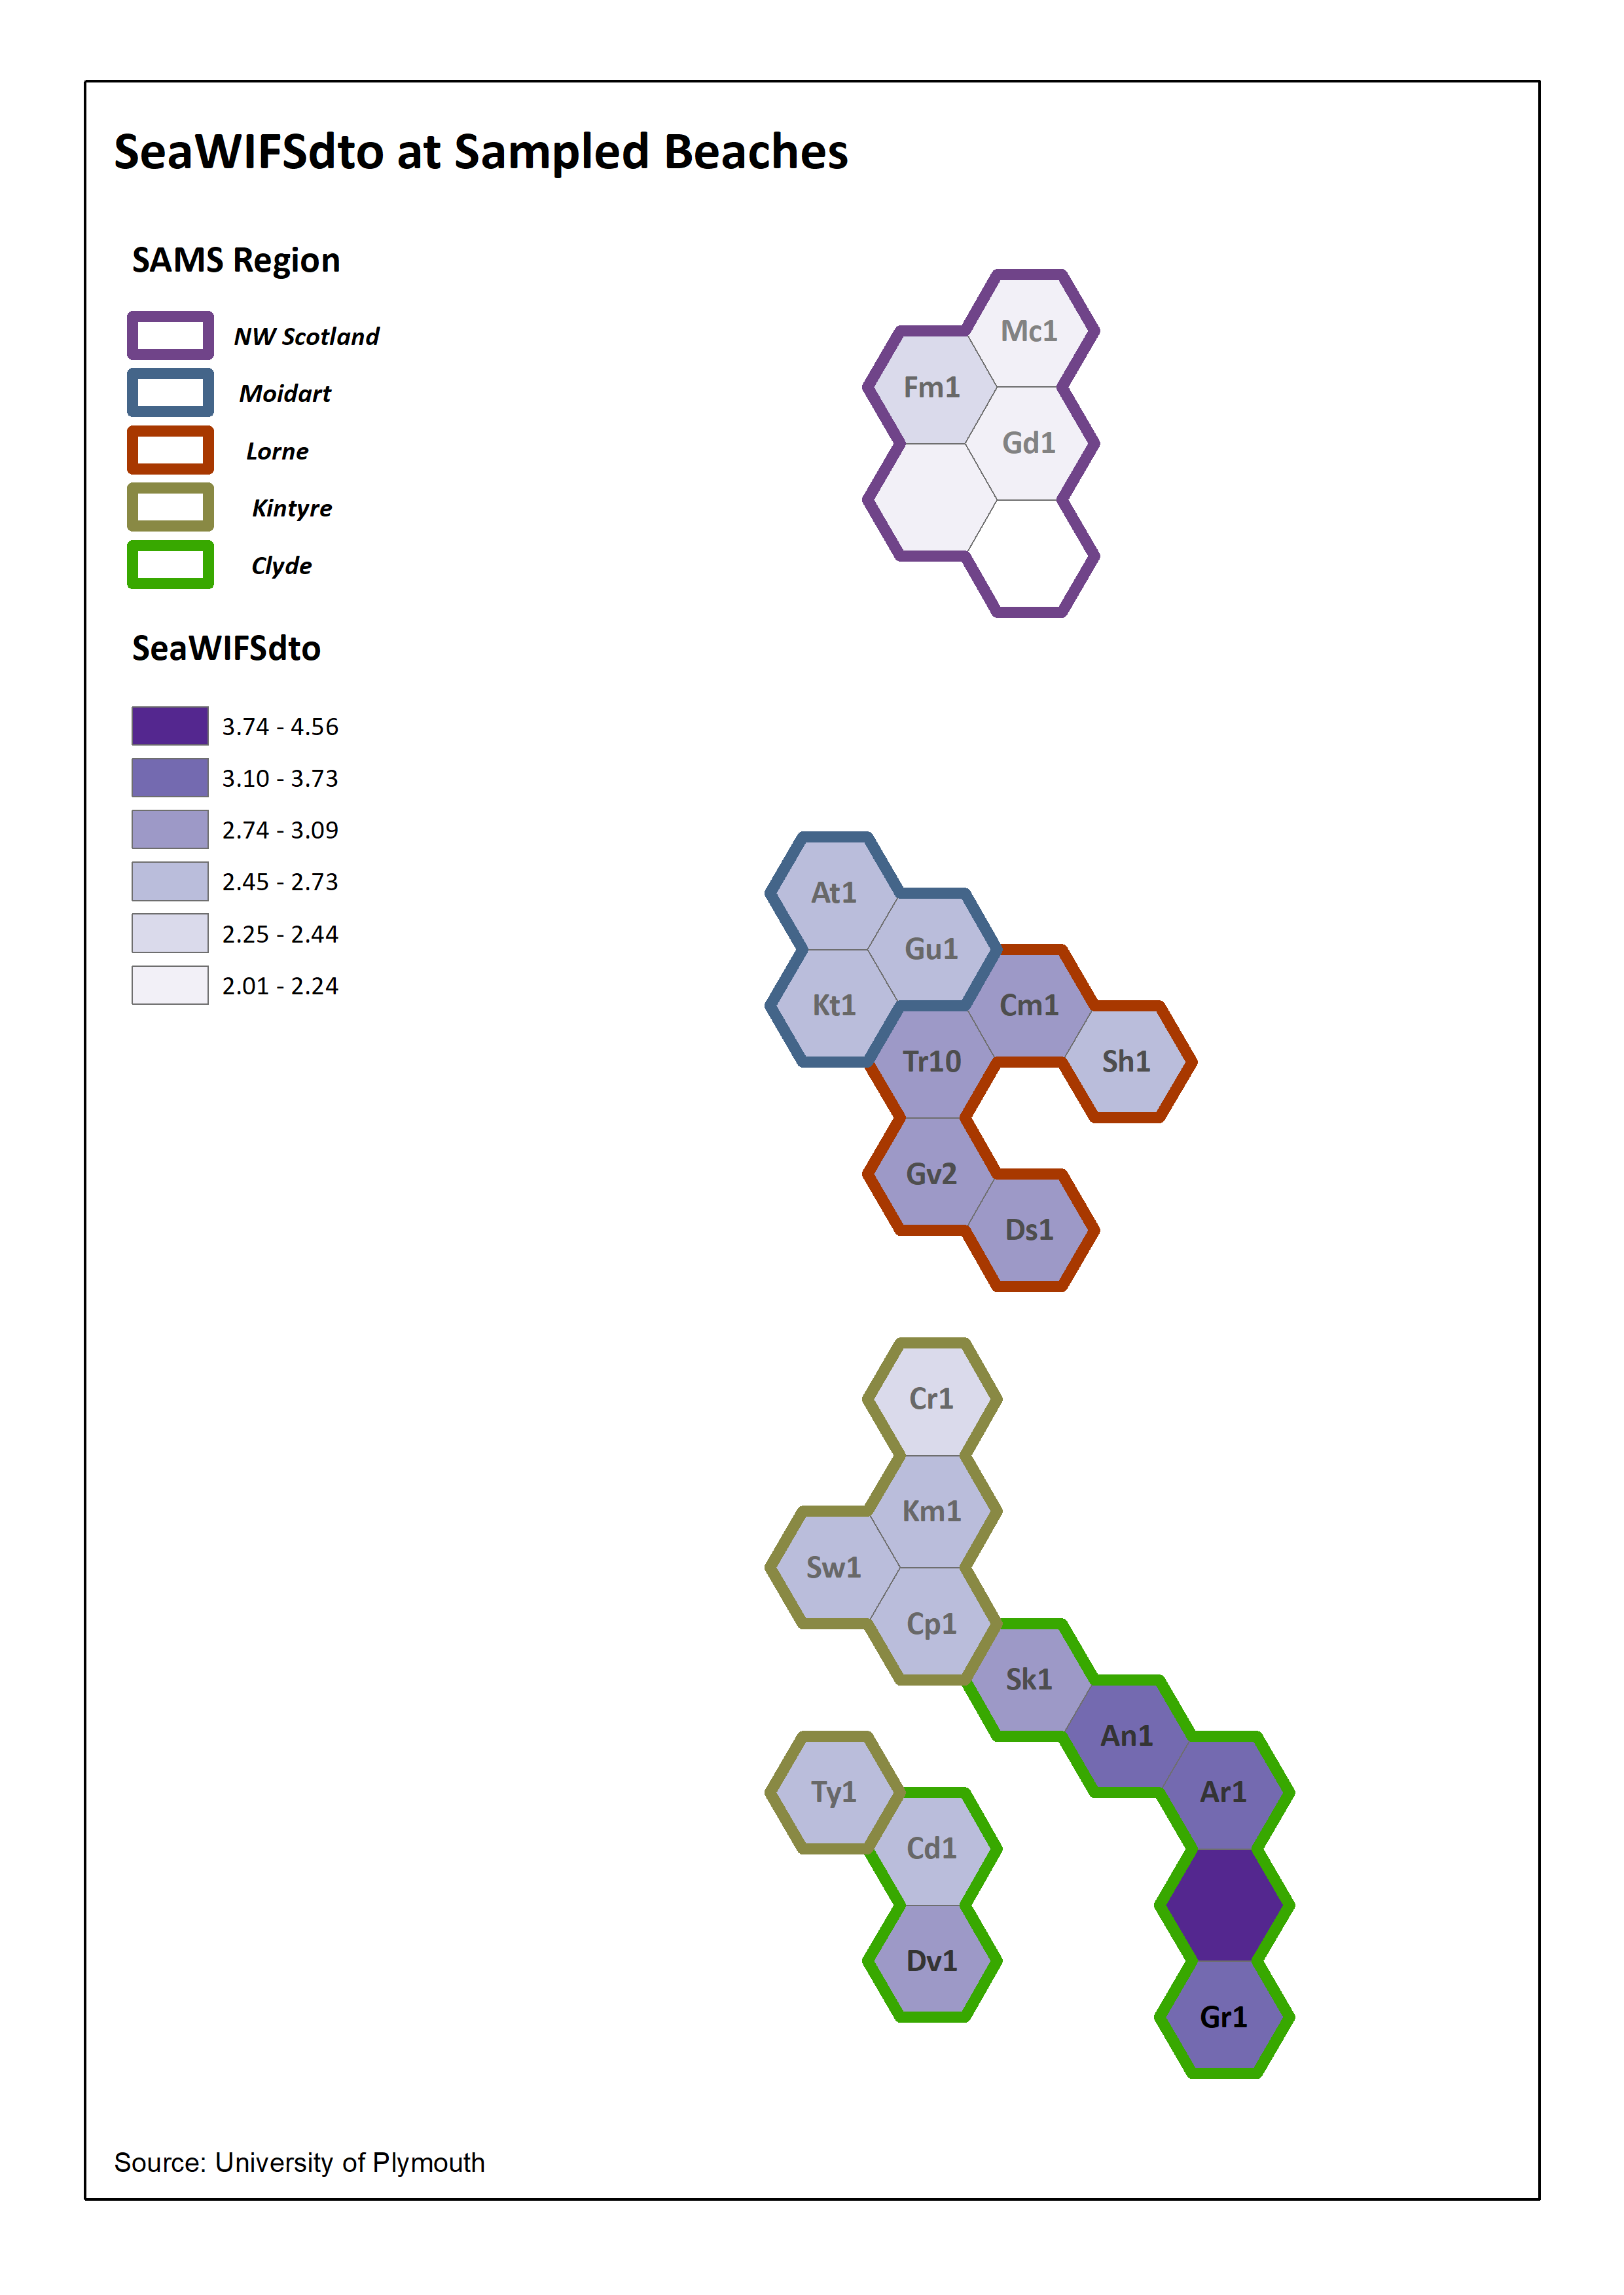 SeaWIFSdto at Sampled Beaches
SAMS Region
NW Scotland
Moidart
Lorne
Kintyre
Clyde
SeaWIFSdto
3.74 - 4.56
3.10 - 3.73
2.74 - 3.09
2.45 - 2.73
2.25 - 2.44
2.01 - 2.24
Mc1
Fm1
Gd1
At1
Gu1
Kt1
Cm1
Tr10
Sh1
Gv2
Ds1
Cr1
Km1
Sw1
Cp1
Sk1
An1
Ty1
Ar1
Cd1
Dv1
Gr1
Source: University of Plymouth